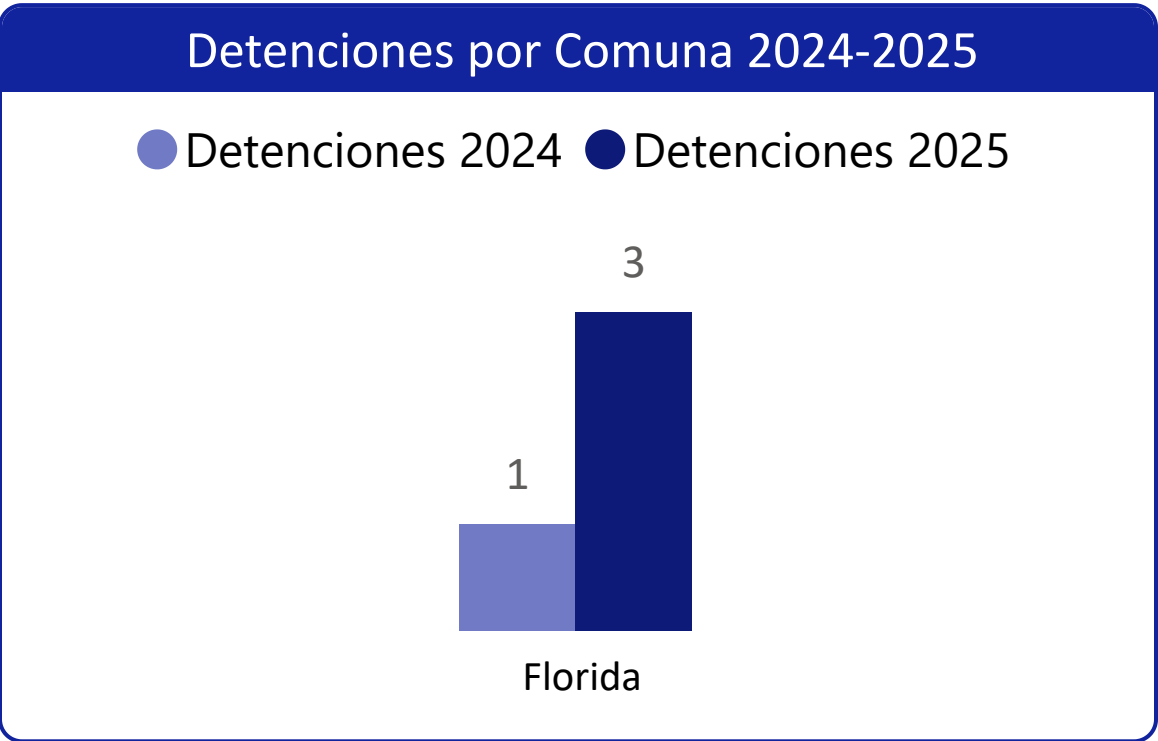 Detenciones por Comuna 2024-2025
Detenciones 2024 Detenciones 2025
3
1
Florida